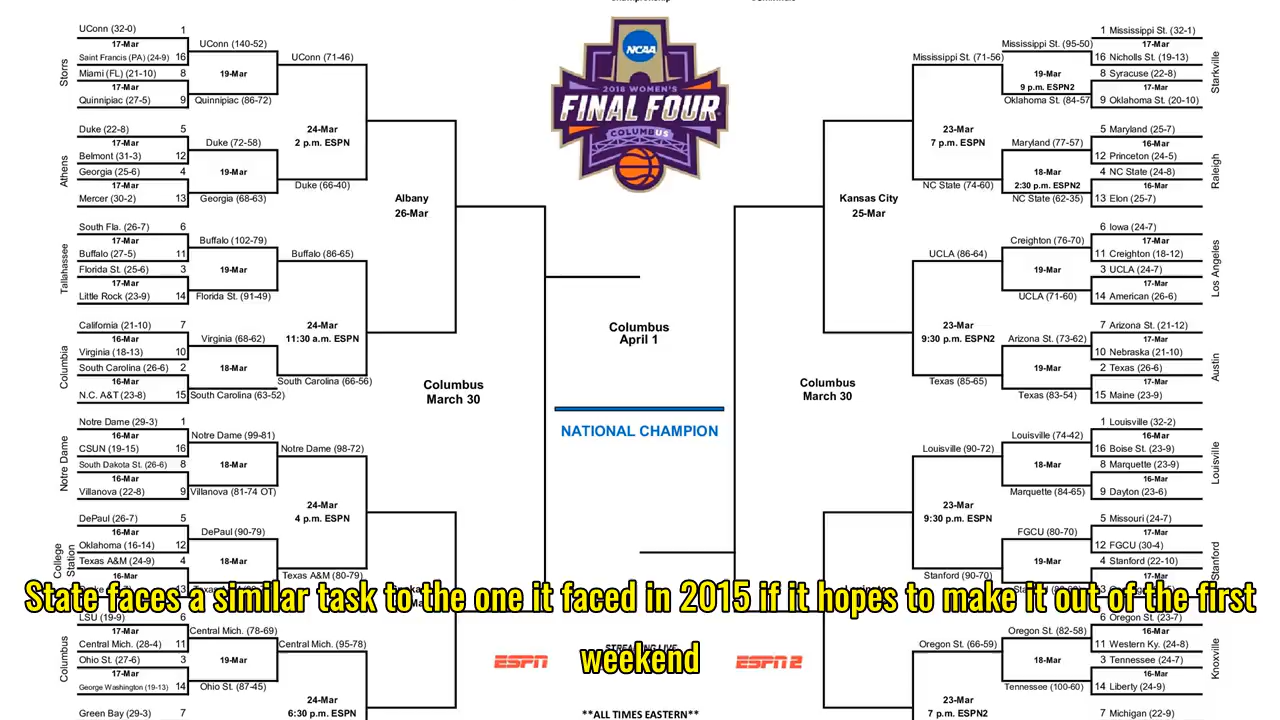 NCAA
2018 WOMEN'S
FINAL FOUR
COLUMBUS
Storrs
UConn (32-0) 1
17-Mar
Saint Francis (PA) (24-9) 16
Miami (FL) (21-10) 8
17-Mar
Quinnipiac (27-5) 9
UConn (140-52)
19-Mar
Quinnipiac (86-72)
UConn (71-46)
24-Mar
2 p.m. ESPN
Athens
Duke (22-8) 5
17-Mar
Belmont (31-3) 12
Georgia (25-6) 4
17-Mar
Mercer (30-2) 13
Duke (72-58)
19-Mar
Georgia (68-63)
Duke (66-40)
Albany
26-Mar
Tallahassee
South Fla. (26-7) 6
17-Mar
Buffalo (27-5) 11
Florida St. (25-6) 3
17-Mar
Little Rock (23-9) 14
Buffalo (102-79)
19-Mar
Florida St. (91-49)
Buffalo (86-65)
24-Mar
11:30 a.m. ESPN
Columbia
California (21-10) 7
16-Mar
Virginia (18-13) 10
South Carolina (26-6) 2
16-Mar
N.C. A&T (23-8) 15
Virginia (68-62)
18-Mar
South Carolina (63-52)
South Carolina (66-56)
Columbus
March 30
Notre Dame
Notre Dame (29-3) 1
16-Mar
CSUN (19-15) 16
South Dakota St. (26-6) 8
16-Mar
Villanova (22-8) 9
Notre Dame (99-81)
18-Mar
Villanova (81-74 OT)
Notre Dame (98-72)
24-Mar
4 p.m. ESPN
College
Station
DePaul (26-7) 5
16-Mar
Oklahoma (16-14) 12
Texas A&M (24-9) 4
16-Mar
DePaul (90-79)
18-Mar
Texas A&M (80-79)
Columbus
LSU (19-9) 6
17-Mar
Central Mich. (28-4) 11
Ohio St. (27-6) 3
17-Mar
George Washington (19-13) 14
Central Mich. (78-69)
19-Mar
Ohio St. (87-45)
Central Mich. (95-78)
24-Mar
6:30 p.m. ESPN
Green Bay (29-3) 7
Columbus
April 1
NATIONAL CHAMPION
ESPN
ESPN 2
**ALL TIMES EASTERN**
Starkville
1 Mississippi St. (32-1)
17-Mar
16 Nicholls St. (19-13)
8 Syracuse (22-8)
17-Mar
9 Oklahoma St. (20-10)
Mississippi St. (95-50)
19-Mar
9 p.m. ESPN2
Oklahoma St. (84-57)
Mississippi St. (71-56)
23-Mar
7 p.m. ESPN
Raleigh
5 Maryland (25-7)
16-Mar
12 Princeton (24-5)
4 NC State (24-8)
16-Mar
13 Elon (25-7)
Maryland (77-57)
18-Mar
2:30 p.m. ESPN2
NC State (62-35)
NC State (74-60)
Kansas City
25-Mar
Los Angeles
6 Iowa (24-7)
17-Mar
11 Creighton (18-12)
3 UCLA (24-7)
17-Mar
14 American (26-6)
Creighton (76-70)
19-Mar
UCLA (71-60)
UCLA (86-64)
23-Mar
9:30 p.m. ESPN2
Austin
7 Arizona St. (21-12)
17-Mar
10 Nebraska (21-10)
2 Texas (26-6)
17-Mar
15 Maine (23-9)
Arizona St. (73-62)
19-Mar
Texas (83-54)
Texas (85-65)
Columbus
March 30
Louisville
1 Louisville (32-2)
16-Mar
16 Boise St. (23-9)
8 Marquette (23-9)
16-Mar
9 Dayton (23-6)
Louisville (74-42)
18-Mar
Marquette (84-65)
Louisville (90-72)
23-Mar
9:30 p.m. ESPN
Stanford
5 Missouri (24-7)
17-Mar
12 FGCU (30-4)
4 Stanford (22-10)
17-Mar
FGCU (80-70)
19-Mar
Stanford (90-70)
Knoxville
6 Oregon St. (23-7)
16-Mar
11 Western Ky. (24-8)
3 Tennessee (24-7)
16-Mar
14 Liberty (24-9)
Oregon St. (82-58)
18-Mar
Tennessee (100-60)
Oregon St. (66-59)
23-Mar
7 p.m. ESPN2
7 Michigan (22-9)
State faces a similar task to the one it faced in 2015 if it hopes to make it out of the first
weekend